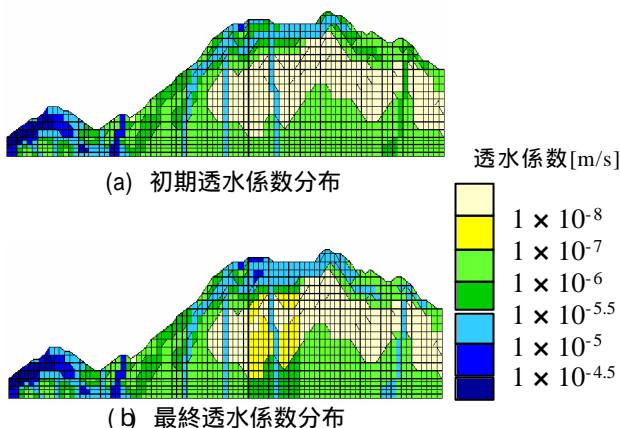 (a) 初期透水係数分布
透水係数[m/s]
1 × 10-8
1 × 10-7
1 × 10-6
1 × 10-5.5
1 × 10-5
1 × 10-4.5
(b) 最終透水係数分布